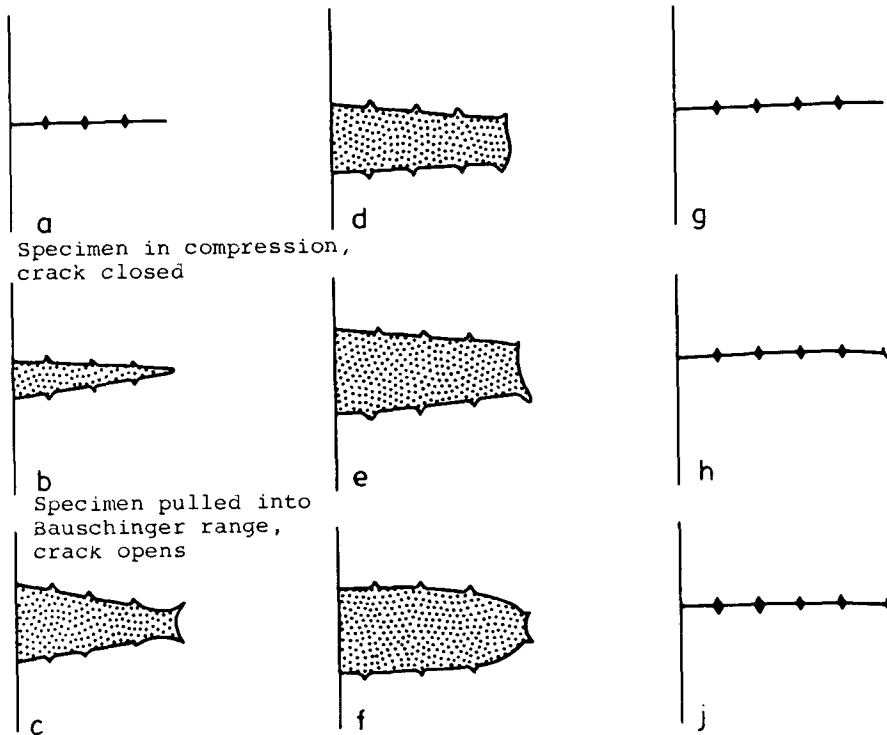 a
d
g
Specimen in compression,
crack closed
b
e
h
Specimen pulled into
Bauschinger range,
crack opens
c
f
j